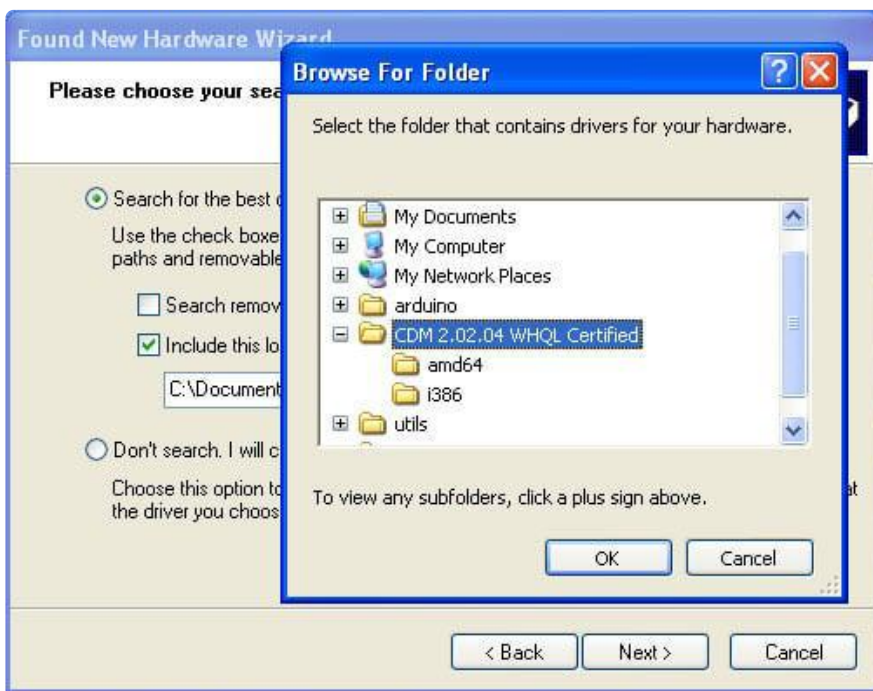 Found New Hardware Wizard
Please choose your sea
Search for the best
Use the check boxe
paths and removable
Search remov
Include this lo
C:\Document
Don't search. I will c
Choose this option to
at
the driver you choos
Browse For Folder
Select the folder that contains drivers for your hardware.
My Documents
My Computer
My Network Places
arduino
CDM 2.02.04 WHQL Certified
amd64
i386
utils
To view any subfolders, click a plus sign above.
OK
Cancel
< Back
Next >
Cancel